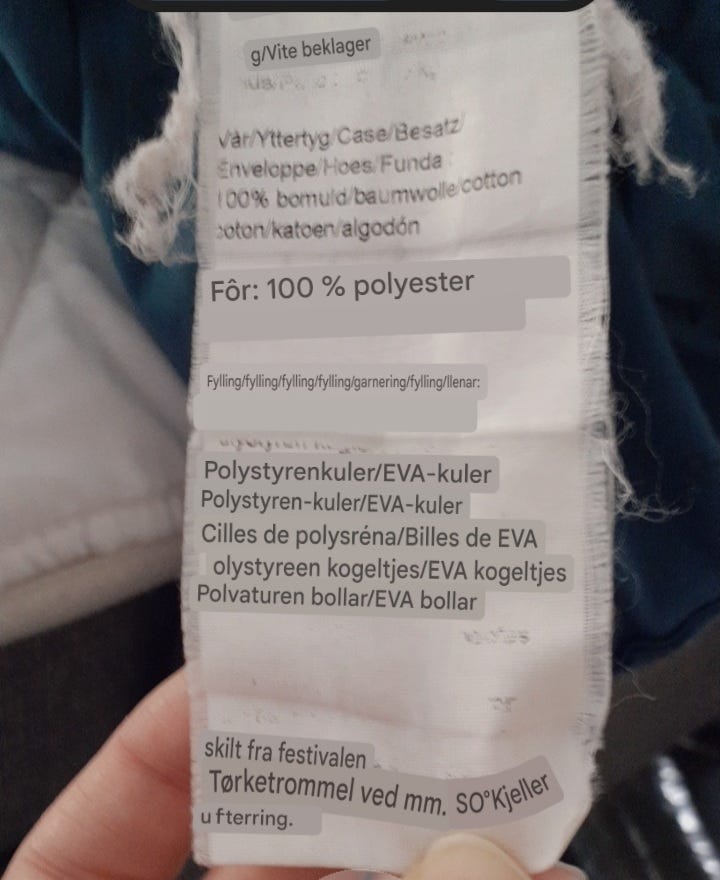 g/Vite beklager
Vår/Yttertyg/Case/Besatz/
Enveloppe/Hoes/Funda
100% bomuld/baumwolle/cotton
coton/katoen/algodón
Fôr: 100 % polyester
Fylling/fylling/fylling/fylling/garnering/fylling/llenar:
Polystyrenkuler/EVA-kuler
Polystyren-kuler/EVA-kuler
Cilles de polysréna/Billes de EVA
olystyreen kogeltjes/EVA kogeltjes
Polvaturen bollar/EVA bollar
skilt fra festivalen
Tørketrommel ved mm. SO°Kjeller
u fterring.